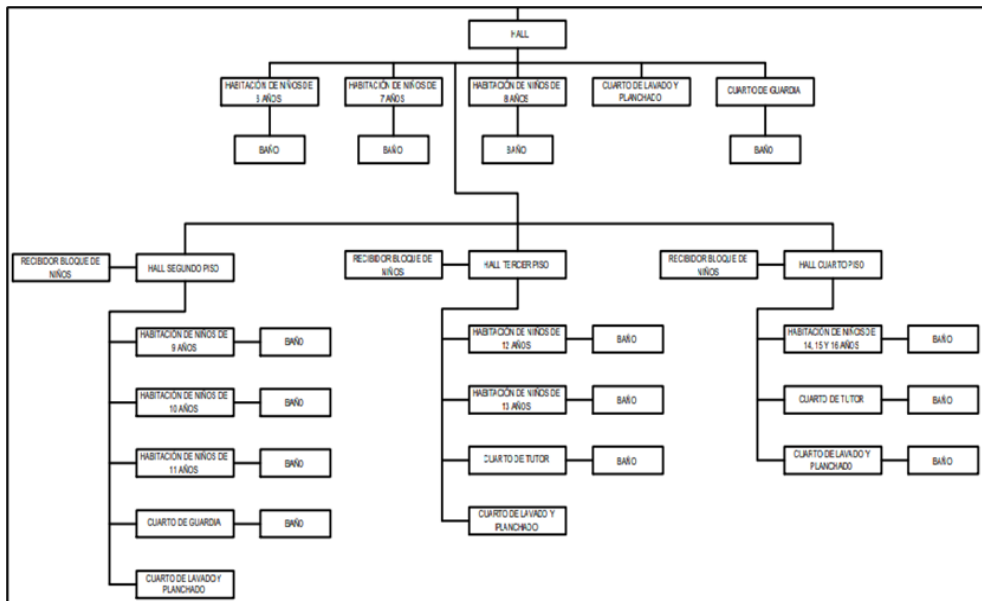 HALL
HABITACIÓN DE NIÑOS DE
AÑOS
BAÑO
HABITACIÓN DE NIÑOS DE
7 AÑOS
BAÑO
HABITACIÓN DE NIÑOS DE
8 AÑOS
BAÑO
CUARTO DE LAVADO Y
PLANCHADO
CUARTO DE GUARDIA
BAÑO
RECIBIDOR BLOQUE DE
NIÑOS
HALL SEGUNDO PISO
HABITACIÓN DE NIÑOS DE
9 AÑOS
BAÑO
HABITACIÓN DE NIÑOS DE
10 AÑOS
BAÑO
HABITACIÓN DE NIÑOS DE
11 AÑOS
BAÑO
CUARTO DE GUARDIA
BAÑO
CUARTO DE LAVADO Y
PLANCHADO
RECIBIDOR BLOQUE DE
NIÑOS
HALL TERCER PISO
HABITACIÓN DE NIÑOS DE
12 AÑOS
BAÑO
HABITACIÓN DE NIÑOS DE
13 AÑOS
BAÑO
CUARTO DE TUTOR
BAÑO
CUARTO DE LAVADO Y
PLANCHADO
RECIBIDOR BLOQUE DE
NIÑOS
HALL CUARTO PISO
HABITACIÓN DE NIÑOS DE
14, 15 Y 16 AÑOS
BAÑO
CUARTO DE TUTOR
BAÑO
CUARTO DE LAVADO Y
PLANCHADO
BAÑO